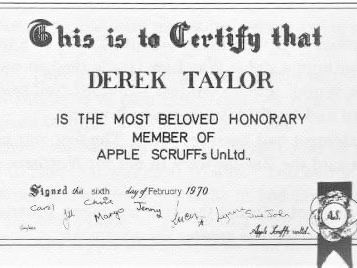 This is to Certify that
DEREK TAYLOR
IS THE MOST BELOVED HONORARY
MEMBER OF
APPLE SCRUFFs UnLtd.,
Signed this sixth day of February 1970
Carol Jill Chris Margo Jenny Lucy Lynne Sue John
Apple Scruffs unltd.
A.S.